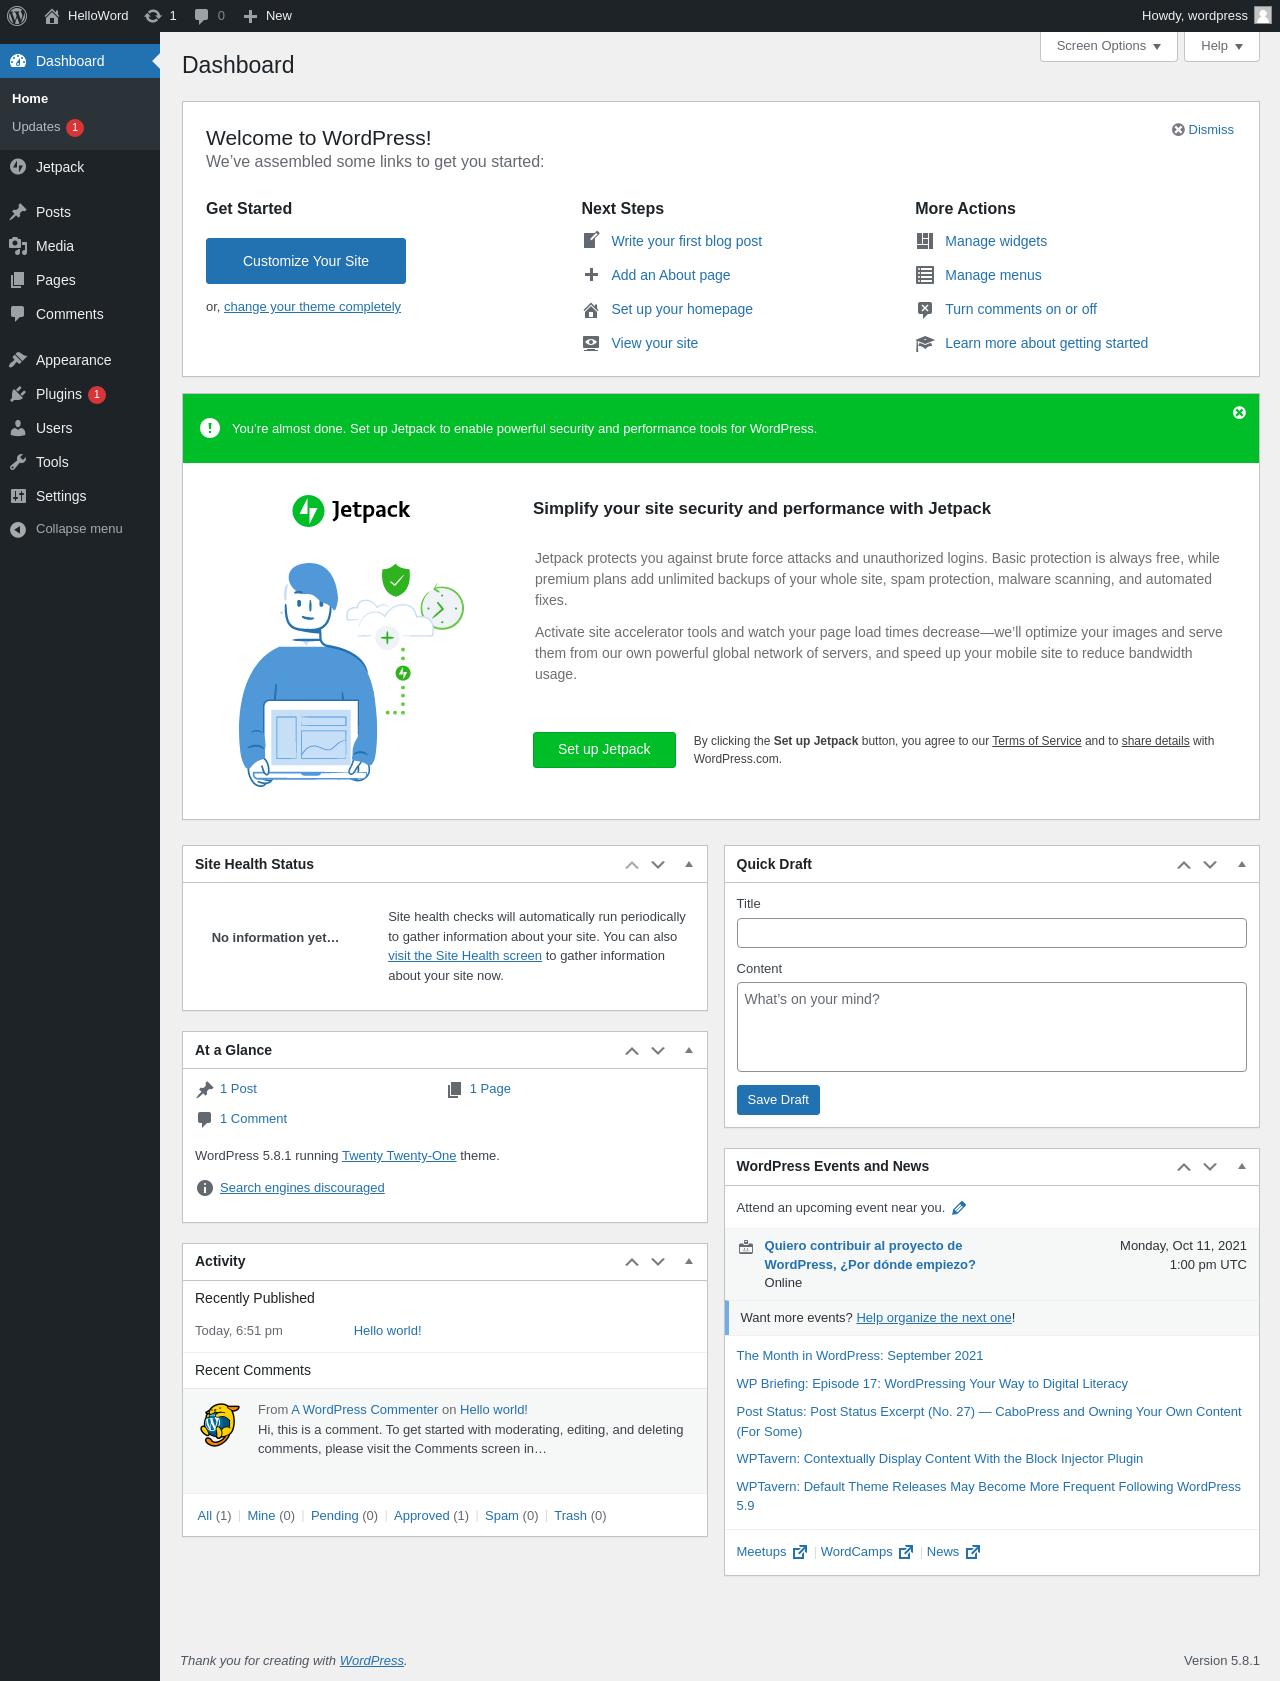 HelloWord
1
0
New
Howdy, wordpress
Dashboard
Home
Updates 1
Jetpack
Posts
Media
Pages
Comments
Appearance
Plugins 1
Users
Tools
Settings
Collapse menu
Screen Options
Help
Dashboard
Welcome to WordPress!
We’ve assembled some links to get you started:
Dismiss
Get Started
Customize Your Site
or, change your theme completely
Next Steps
Write your first blog post
Add an About page
Set up your homepage
View your site
More Actions
Manage widgets
Manage menus
Turn comments on or off
Learn more about getting started
You’re almost done. Set up Jetpack to enable powerful security and performance tools for WordPress.
Jetpack
Simplify your site security and performance with Jetpack
Jetpack protects you against brute force attacks and unauthorized logins. Basic protection is always free, while
premium plans add unlimited backups of your whole site, spam protection, malware scanning, and automated
fixes.
Activate site accelerator tools and watch your page load times decrease—we’ll optimize your images and serve
them from our own powerful global network of servers, and speed up your mobile site to reduce bandwidth
usage.
Set up Jetpack
By clicking the Set up Jetpack button, you agree to our Terms of Service and to share details with
WordPress.com.
Site Health Status
No information yet…
Site health checks will automatically run periodically
to gather information about your site. You can also
visit the Site Health screen to gather information
about your site now.
At a Glance
1 Post
1 Page
1 Comment
WordPress 5.8.1 running Twenty Twenty-One theme.
Search engines discouraged
Activity
Recently Published
Today, 6:51 pm
Hello world!
Recent Comments
From A WordPress Commenter on Hello world!
Hi, this is a comment. To get started with moderating, editing, and deleting
comments, please visit the Comments screen in…
All (1) | Mine (0) | Pending (0) | Approved (1) | Spam (0) | Trash (0)
Quick Draft
Title
Content
What’s on your mind?
Save Draft
WordPress Events and News
Attend an upcoming event near you.
Quiero contribuir al proyecto de
WordPress, ¿Por dónde empiezo?
Online
Monday, Oct 11, 2021
1:00 pm UTC
Want more events? Help organize the next one!
The Month in WordPress: September 2021
WP Briefing: Episode 17: WordPressing Your Way to Digital Literacy
Post Status: Post Status Excerpt (No. 27) — CaboPress and Owning Your Own Content
(For Some)
WPTavern: Contextually Display Content With the Block Injector Plugin
WPTavern: Default Theme Releases May Become More Frequent Following WordPress
5.9
Meetups | WordCamps | News
Thank you for creating with WordPress.
Version 5.8.1